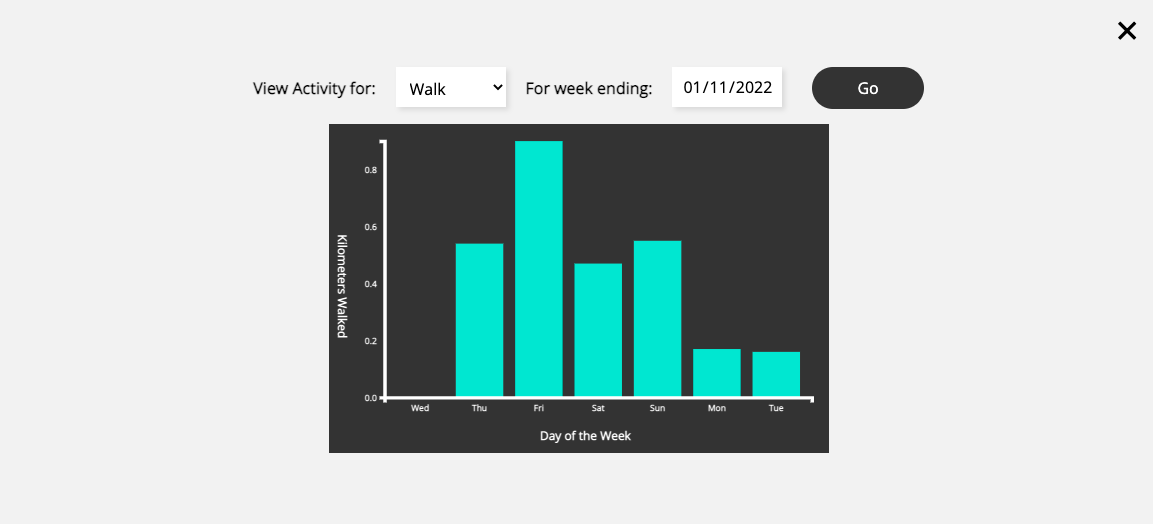 View Activity for: Walk For week ending: 01/11/2022 Go
Kilometers Walked
0.8
0.6
0.4
0.2
0.0
Wed Thu Fri Sat Sun Mon Tue
Day of the Week